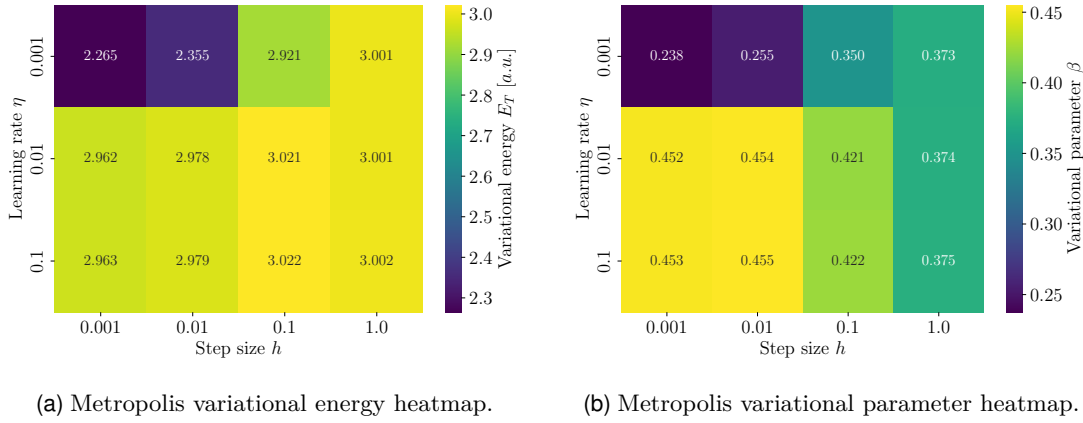 Learning rate η
0.001
0.01
0.1
2.265 2.355 2.921 3.001
2.962 2.978 3.021 3.001
2.963 2.979 3.022 3.002
0.001 0.01 0.1 1.0
Step size h
3.0
2.9
2.8
2.7
2.6
2.5
2.4
2.3
Variational energy E_T [a.u.]
(a) Metropolis variational energy heatmap.
Learning rate η
0.001
0.01
0.1
0.238 0.255 0.350 0.373
0.452 0.454 0.421 0.374
0.453 0.455 0.422 0.375
0.001 0.01 0.1 1.0
Step size h
0.45
0.40
0.35
0.30
0.25
Variational parameter β
(b) Metropolis variational parameter heatmap.